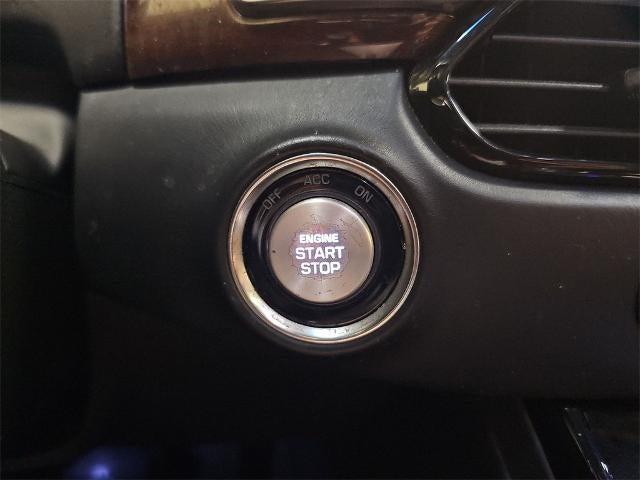 OFF ACC ON
ENGINE
START
STOP